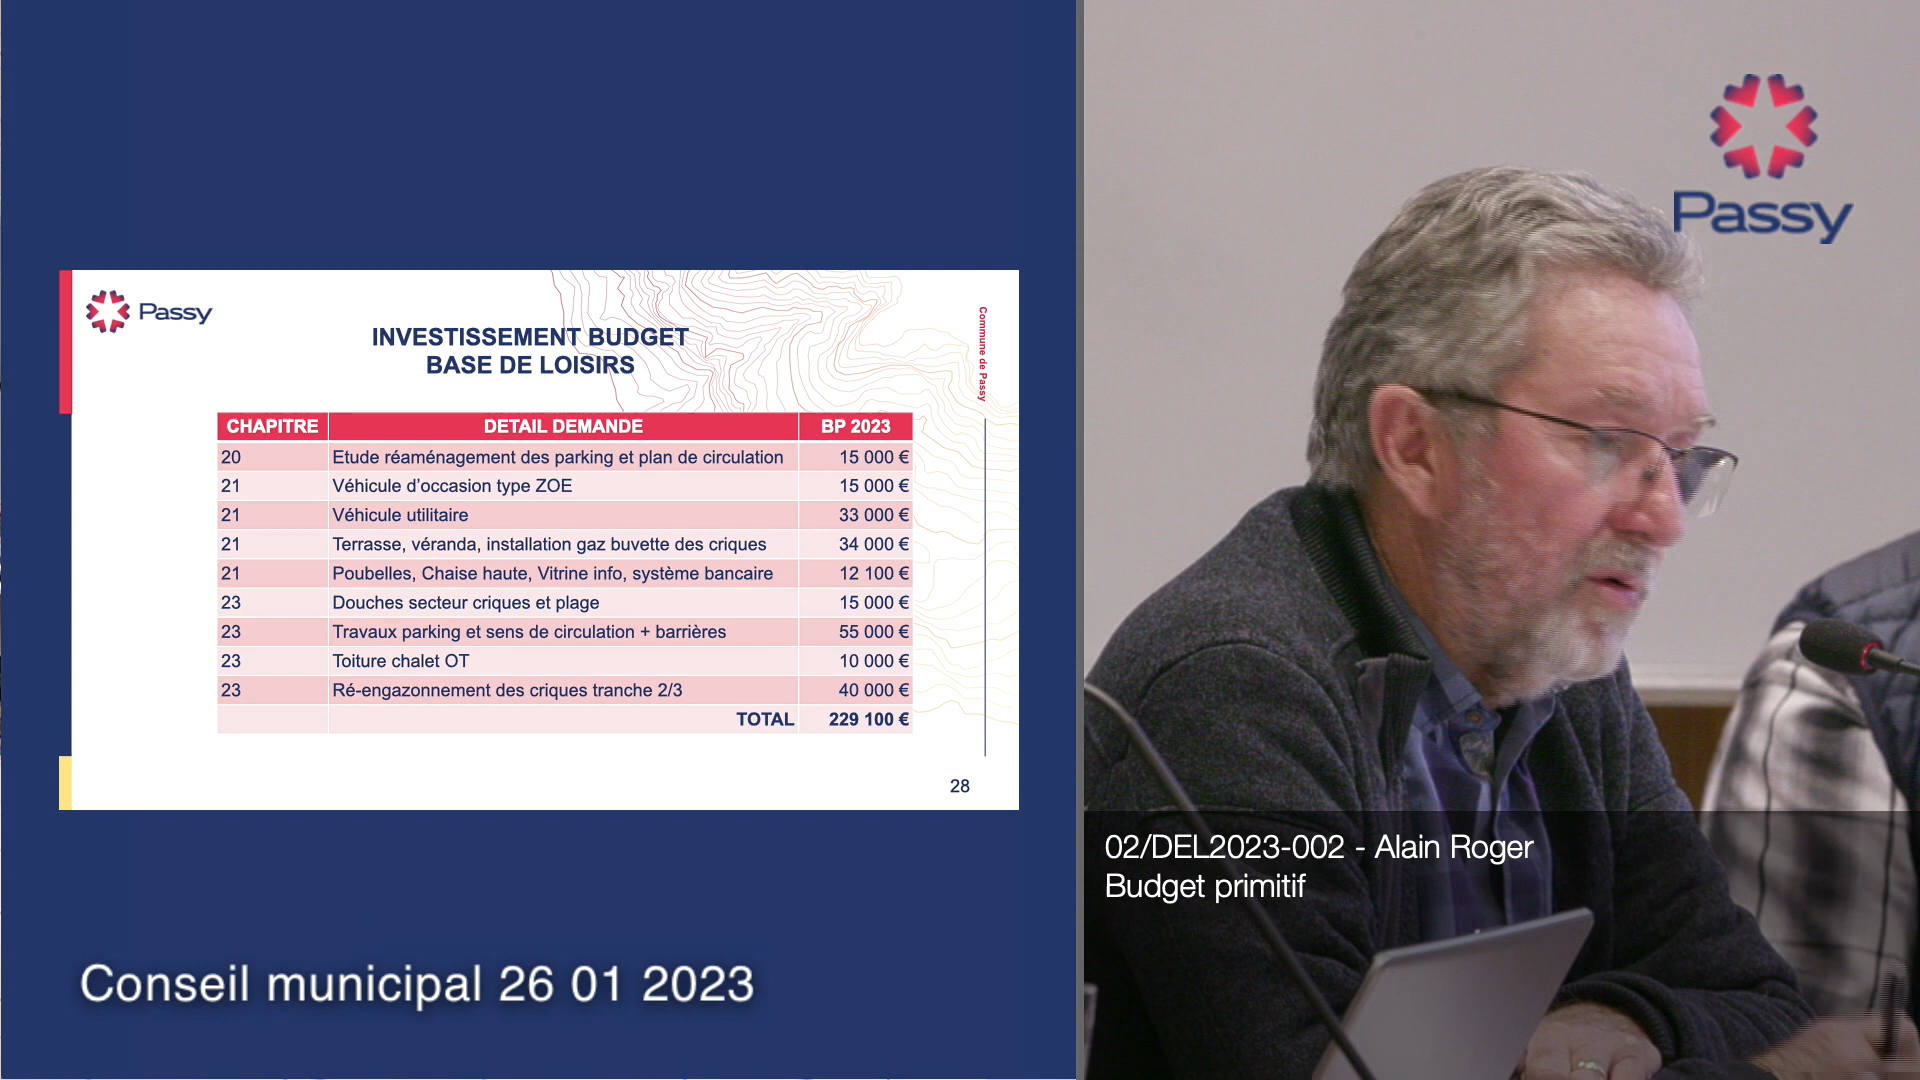 Passy
INVESTISSEMENT BUDGET
BASE DE LOISIRS
Commune de Passy
CHAPITRE DETAIL DEMANDE BP 2023
20 Etude réaménagement des parking et plan de circulation 15 000 €
21 Véhicule d'occasion type ZOE 15 000 €
21 Véhicule utilitaire 33 000 €
21 Terrasse, véranda, installation gaz buvette des criques 34 000 €
21 Poubelles, Chaise haute, Vitrine info, système bancaire 12 100 €
23 Douches secteur criques et plage 15 000 €
23 Travaux parking et sens de circulation + barrières 55 000 €
23 Toiture chalet OT 10 000 €
23 Ré-engazonnement des criques tranche 2/3 40 000 €
TOTAL 229 100 €
28
Conseil municipal 26 01 2023
Passy
02/DEL2023-002 - Alain Roger
Budget primitif